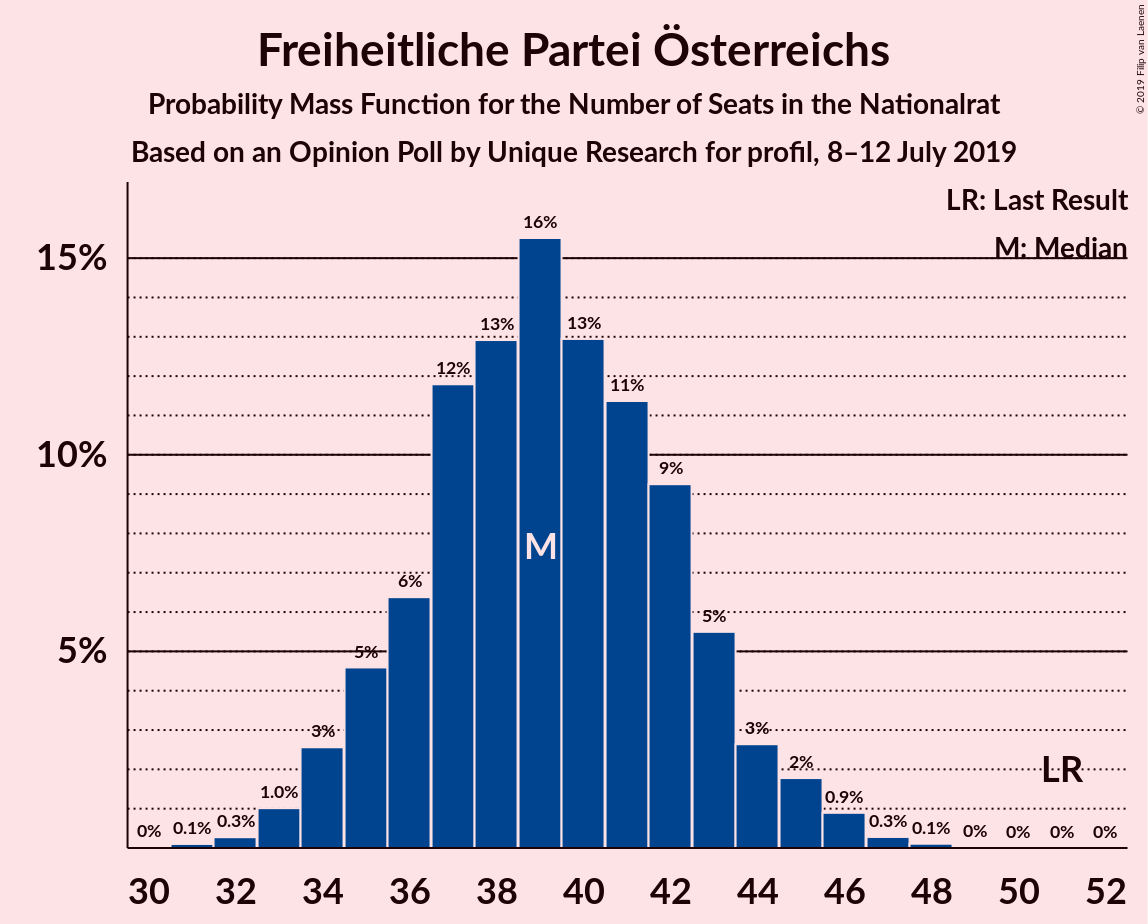 Freiheitliche Partei Österreichs
Probability Mass Function for the Number of Seats in the Nationalrat
Based on an Opinion Poll by Unique Research for profil, 8–12 July 2019
© 2019 Filip van Laenen
LR: Last Result
M: Median
15%
10%
5%
0%
0.1%
0.3%
1.0%
3%
5%
6%
12%
13%
16%
13%
11%
9%
5%
3%
2%
0.9%
0.3%
0.1%
0%
0%
0%
0%
M
LR
30 32 34 36 38 40 42 44 46 48 50 52